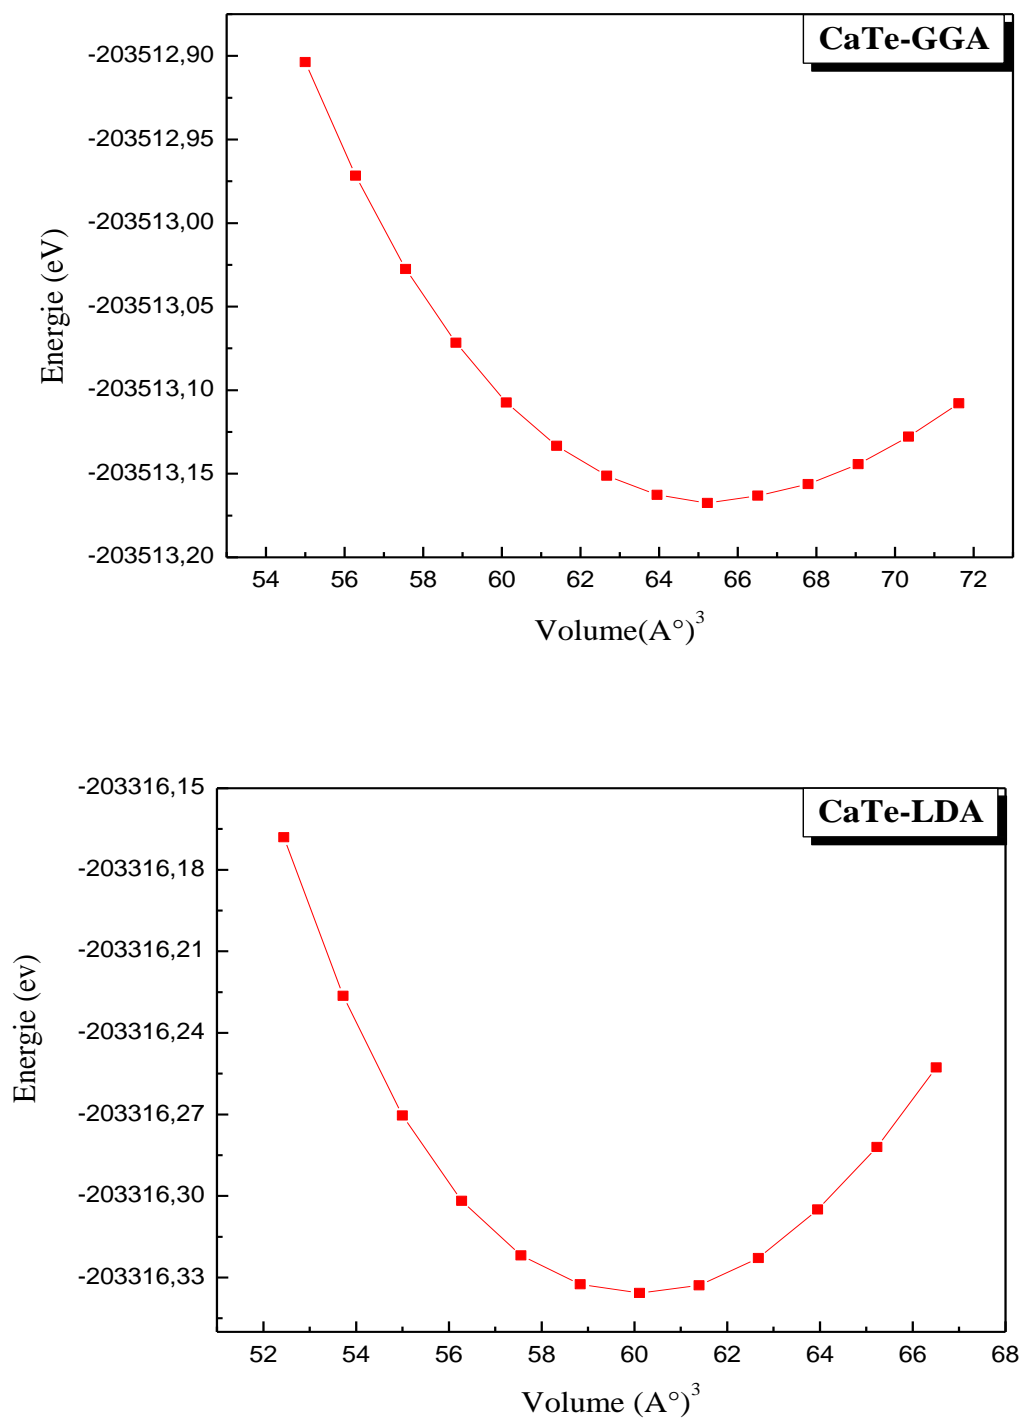 CaTe-GGA
-203512,90
-203512,95
-203513,00
-203513,05
-203513,10
-203513,15
-203513,20
Energie (eV)
54 56 58 60 62 64 66 68 70 72
Volume(A°)³
CaTe-LDA
-203316,15
-203316,18
-203316,21
-203316,24
-203316,27
-203316,30
-203316,33
Energie (ev)
52 54 56 58 60 62 64 66 68
Volume (A°)³